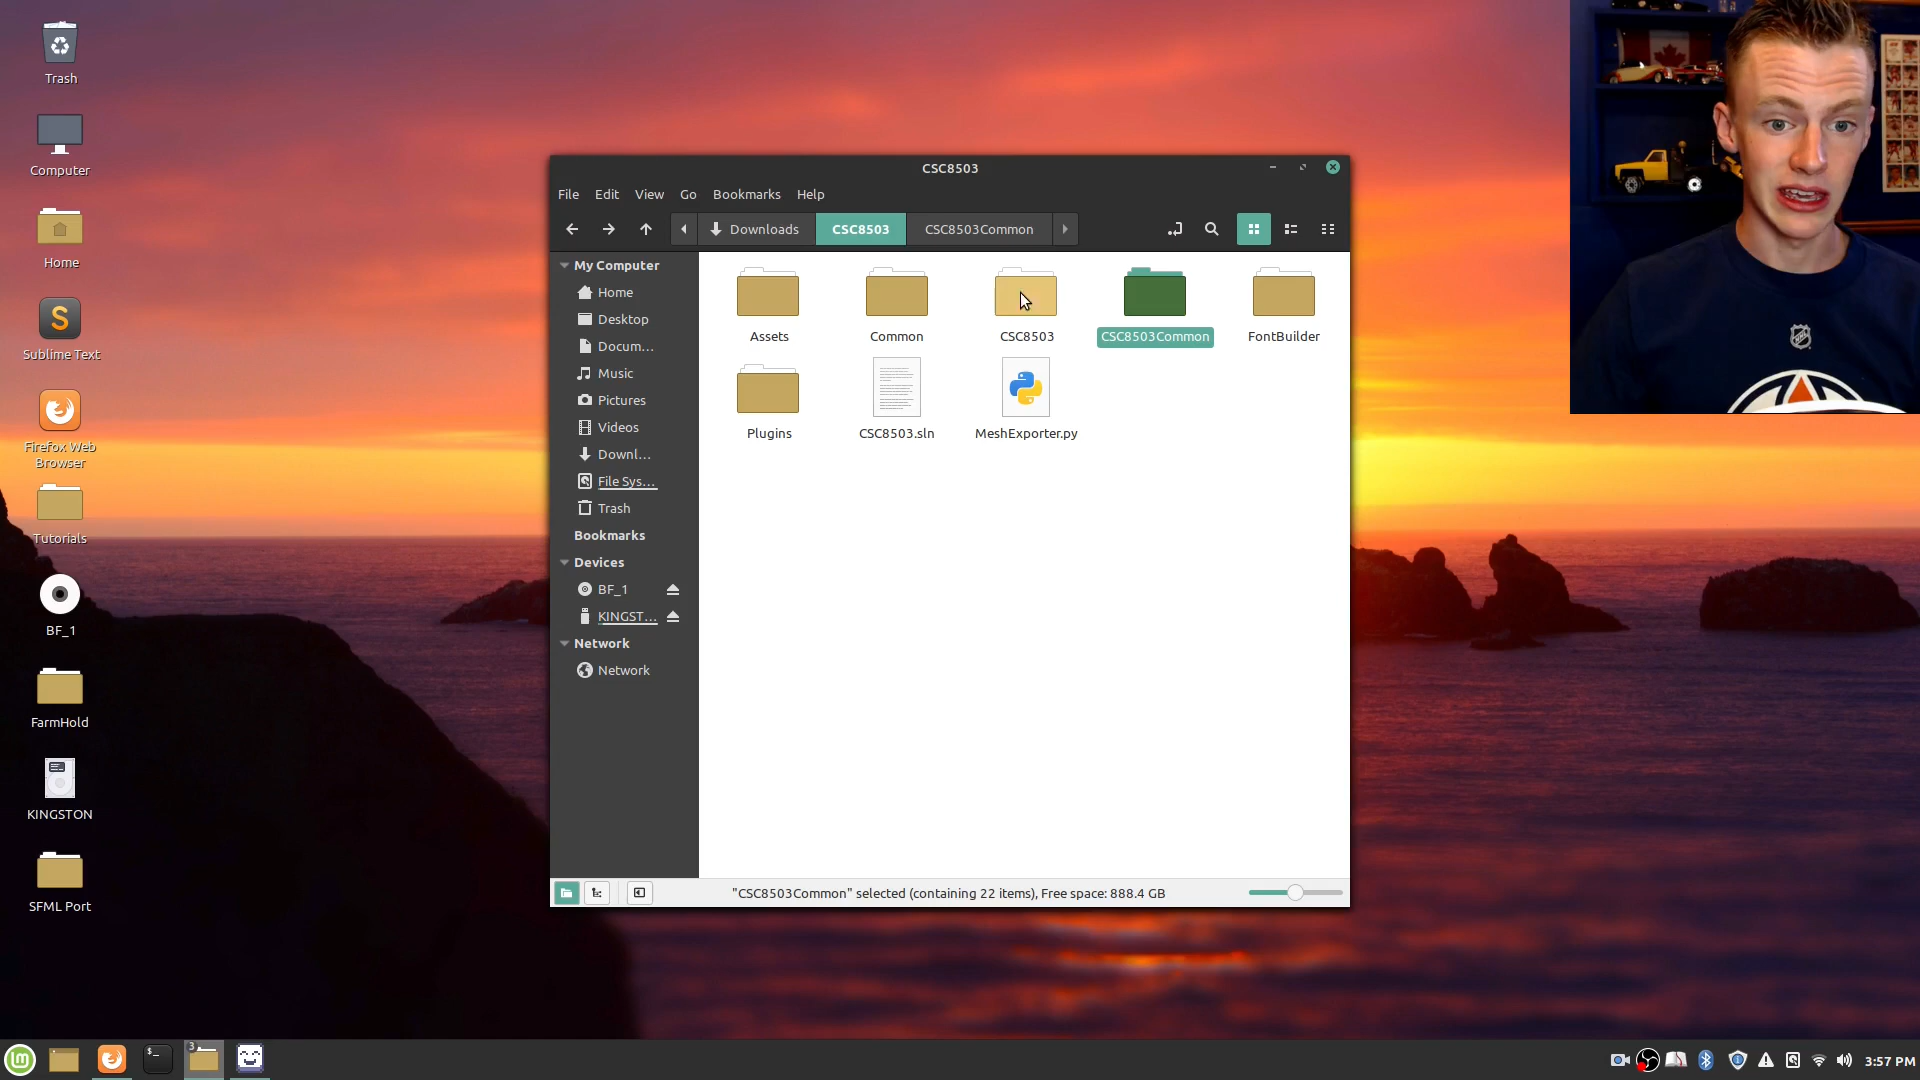 Trash
Computer
Home
Sublime Text
Firefox Web
Browser
Tutorials
BF_1
FarmHold
KINGSTON
SFML Port
CSC8503
File Edit View Go Bookmarks Help
Downloads CSC8503 CSC8503Common
My Computer
Home
Desktop
Docum...
Music
Pictures
Videos
Downl...
File Sys...
Trash
Bookmarks
Devices
BF_1
KINGST...
Network
Network
Assets Common CSC8503 CSC8503Common FontBuilder
Plugins CSC8503.sln MeshExporter.py
"CSC8503Common" selected (containing 22 items), Free space: 888.4 GB
3
3:57 PM